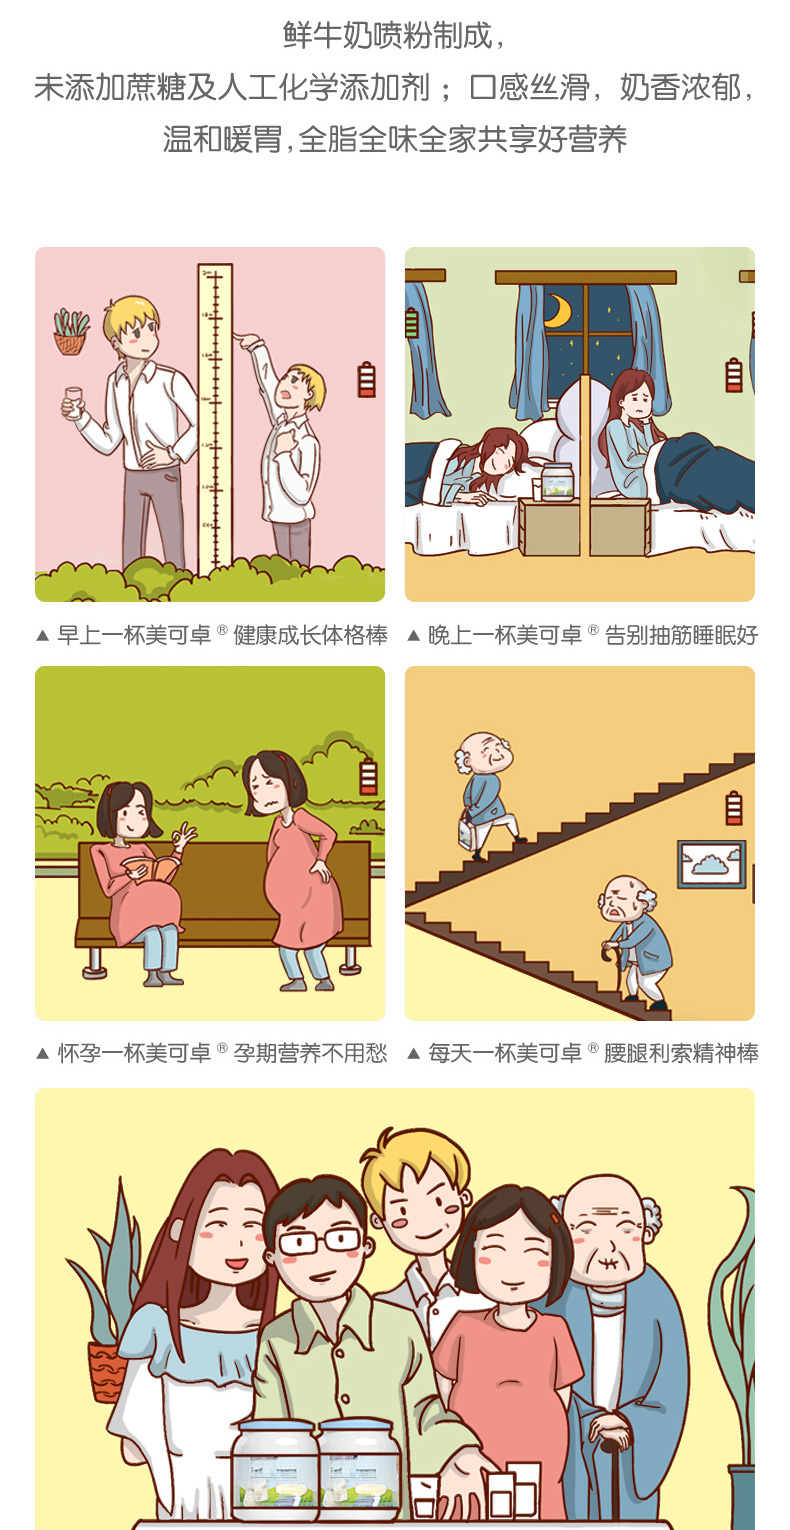 鲜牛奶喷粉制成，
未添加蔗糖及人工化学添加剂；口感丝滑，奶香浓郁，
温和暖胃，全脂全味全家共享好营养
▲ 早上一杯美可卓® 健康成长体格棒
▲ 晚上一杯美可卓® 告别抽筋睡眠好
▲ 怀孕一杯美可卓® 孕期营养不用愁
▲ 每天一杯美可卓® 腰腿利索精神棒